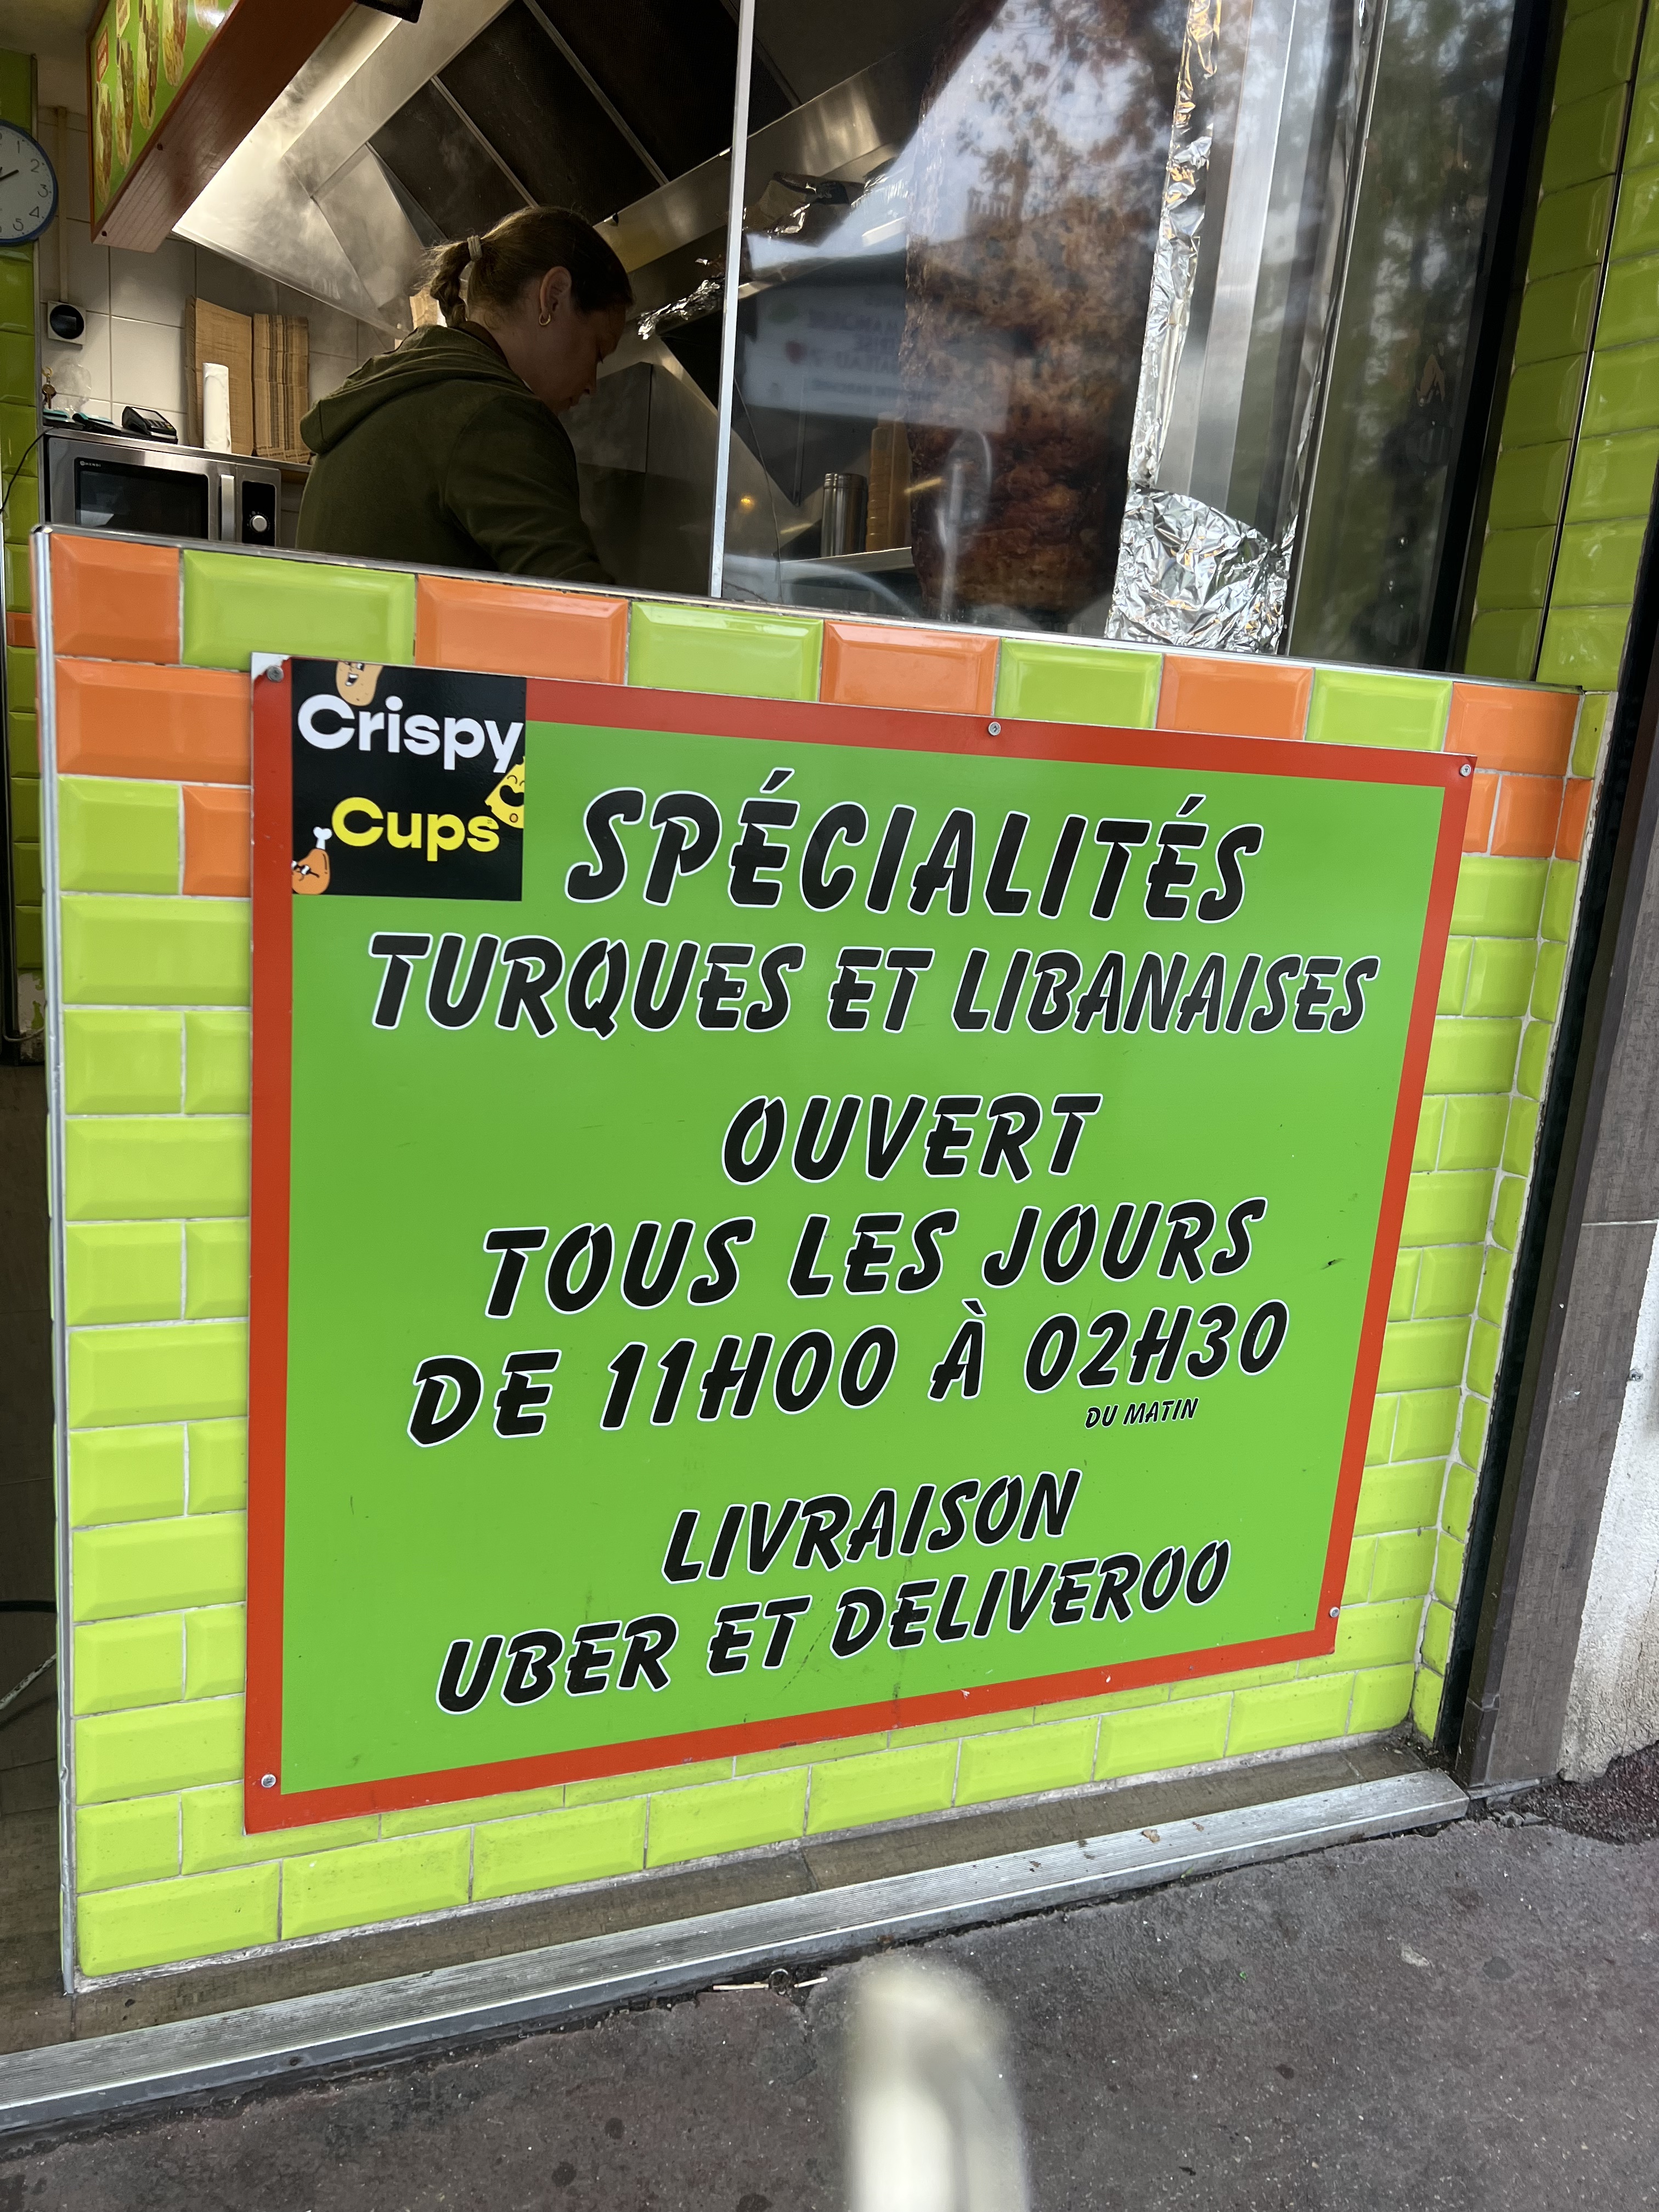 Crispy
Cups
SPÉCIALITÉS
TURQUES ET LIBANAISES
OUVERT
TOUS LES JOURS
DE 11H00 À 02H30
DU MATIN
LIVRAISON
UBER ET DELIVEROO